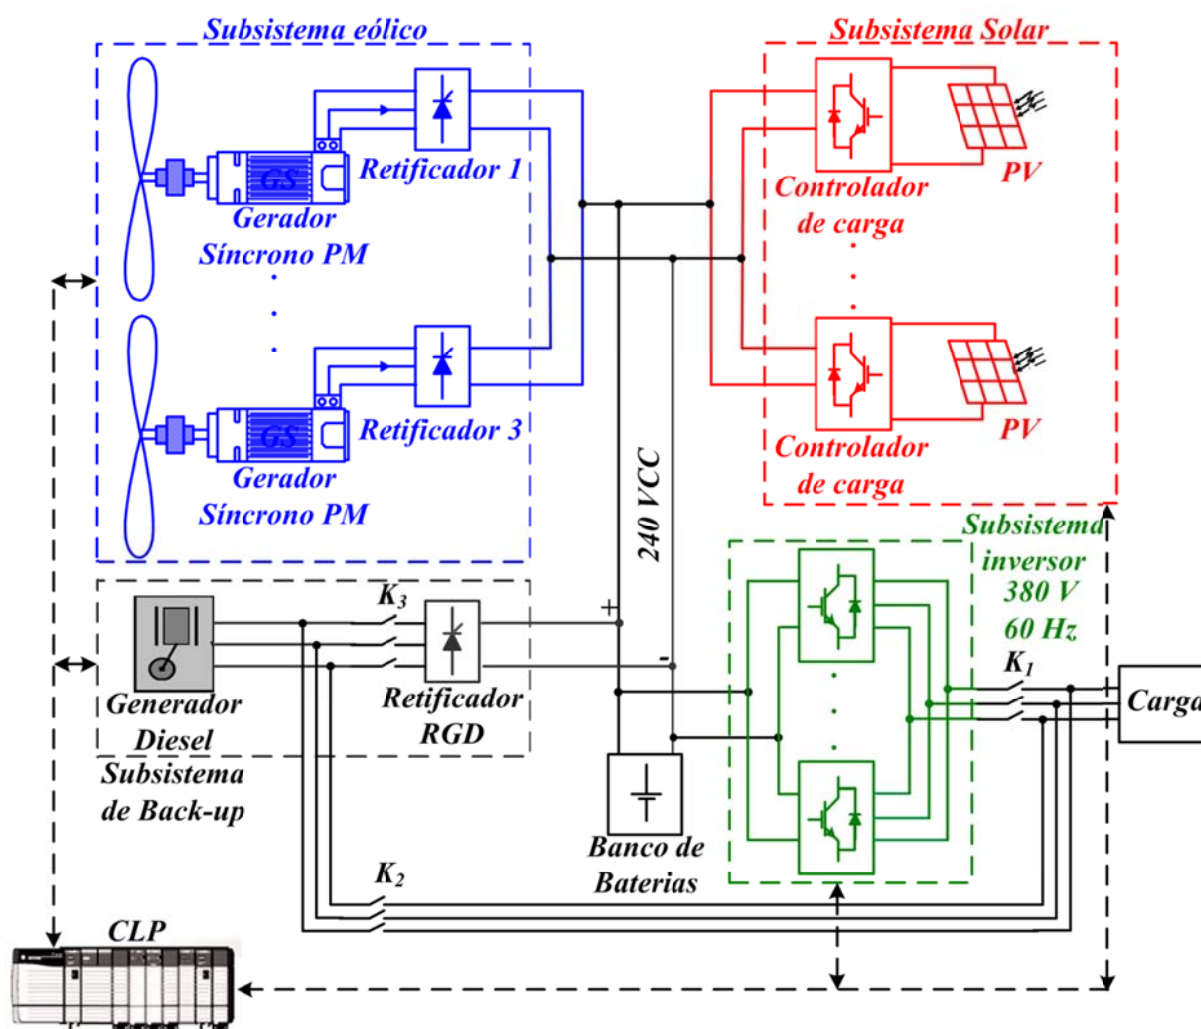 Subsistema eólico
GS
Retificador 1
Gerador
Síncrono PM
GS
Retificador 3
Gerador
Síncrono PM
Subsistema Solar
PV
Controlador
de carga
PV
Controlador
de carga
240 VCC
+
-
Subsistema
inversor
380 V
60 Hz
K1
Carga
K3
Generador
Diesel
Retificador
RGD
Subsistema
de Back-up
Banco de
Baterias
K2
CLP